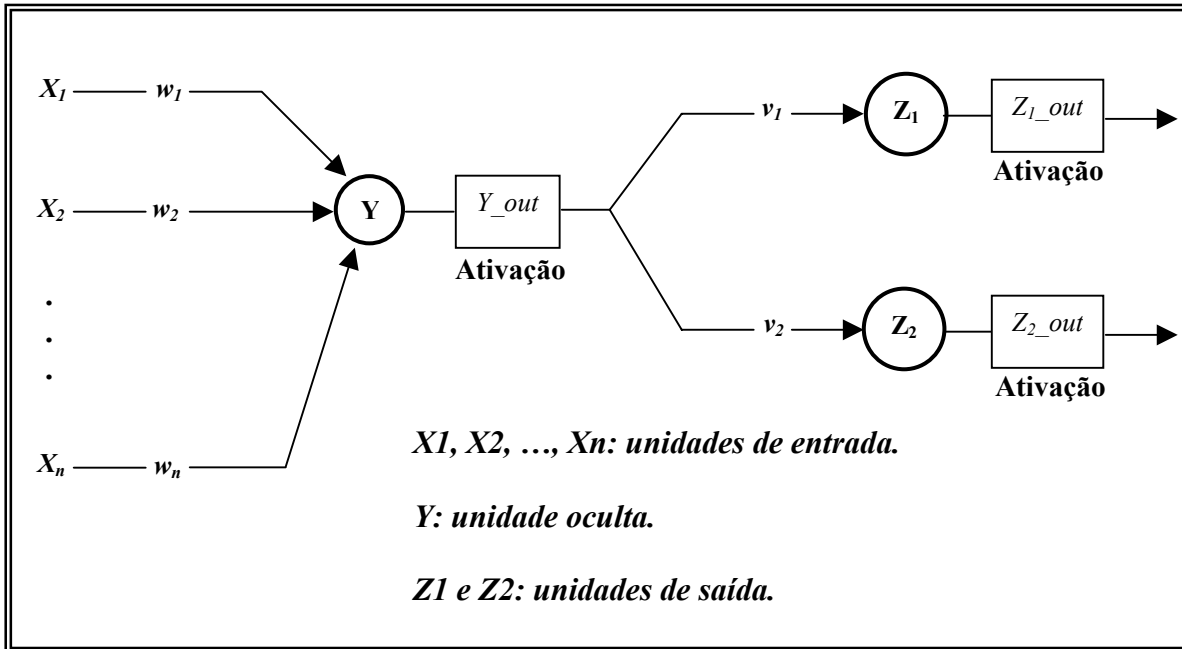 X1 w1
v1 Z1 Z1_out
Ativação
X2 w2 Y Y_out
Ativação
v2 Z2 Z2_out
Ativação
.
.
.
Xn wn
X1, X2, ..., Xn: unidades de entrada.
Y: unidade oculta.
Z1 e Z2: unidades de saída.